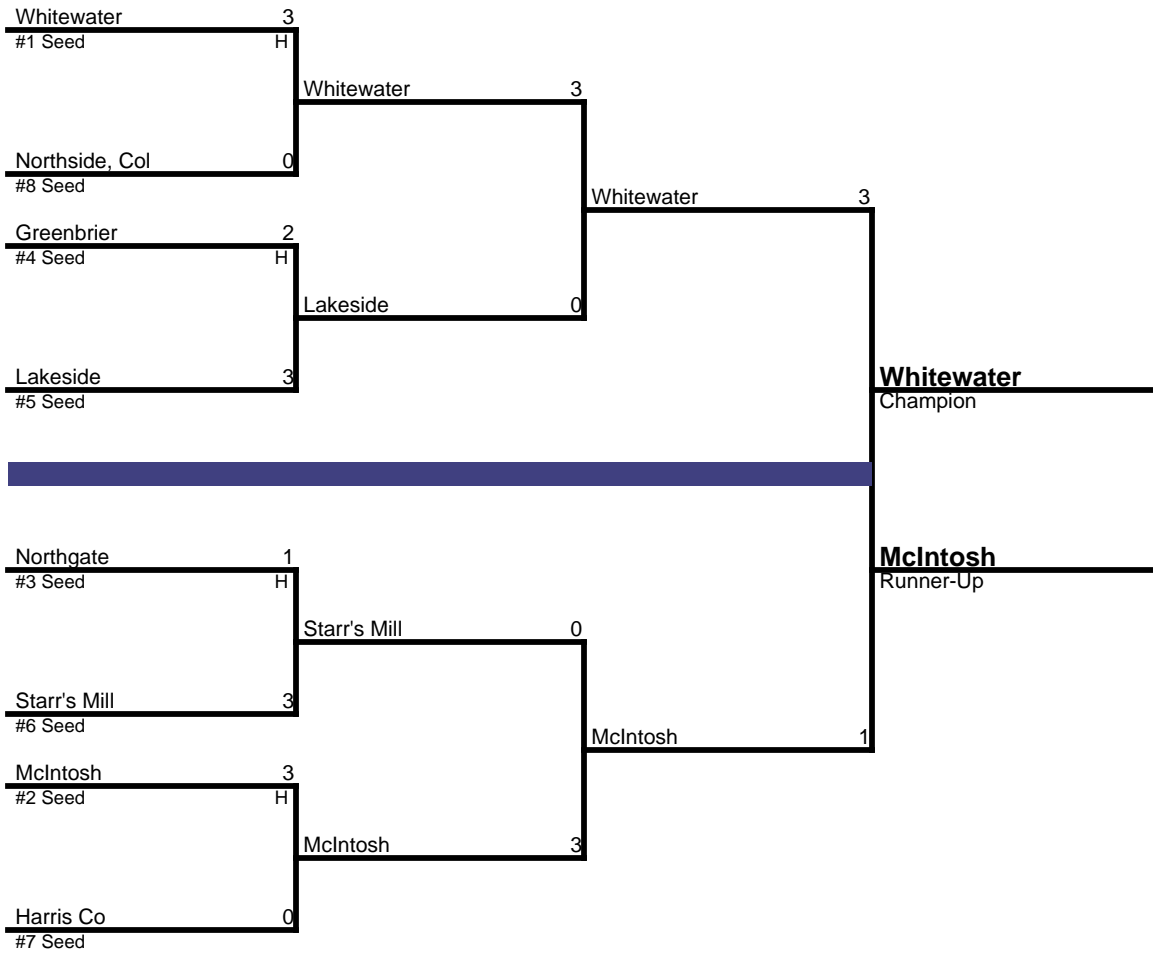 Whitewater 3
#1 Seed H
Whitewater 3
Northside, Col 0
#8 Seed
Whitewater 3
Greenbrier 2
#4 Seed H
Lakeside 0
Lakeside 3
#5 Seed
Whitewater
Champion
Northgate 1
#3 Seed H
McIntosh
Runner-Up
Starr's Mill 0
Starr's Mill 3
#6 Seed
McIntosh 1
McIntosh 3
#2 Seed H
McIntosh 3
Harris Co 0
#7 Seed